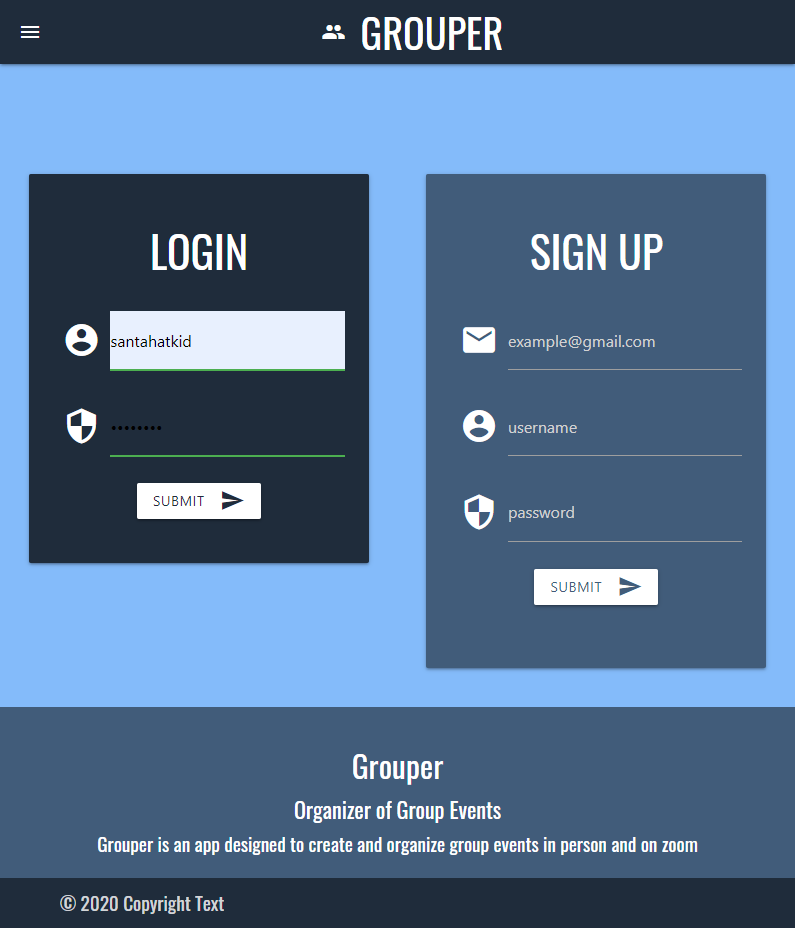 GROUPER
LOGIN
santahatkid
••••••••
SUBMIT
SIGN UP
example@gmail.com
username
password
SUBMIT
Grouper
Organizer of Group Events
Grouper is an app designed to create and organize group events in person and on zoom
© 2020 Copyright Text